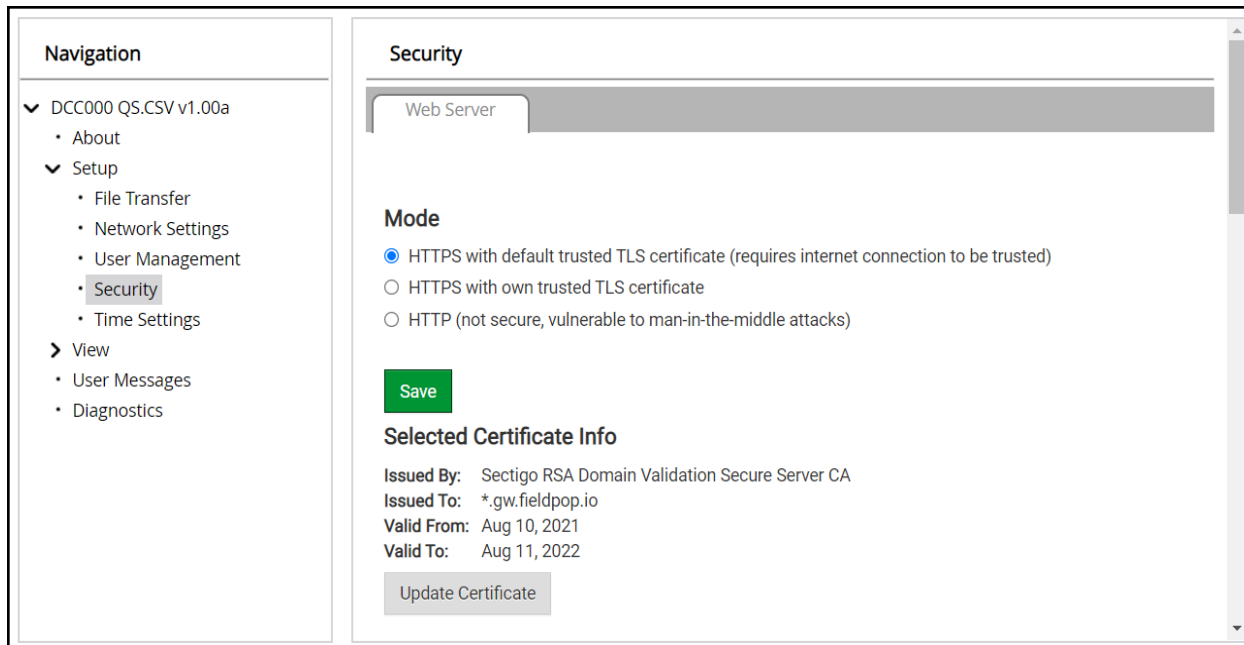 Navigation
DCC000 QS.CSV v1.00a
• About
Setup
• File Transfer
• Network Settings
• User Management
• Security
• Time Settings
View
• User Messages
• Diagnostics
Security
Web Server
Mode
HTTPS with default trusted TLS certificate (requires internet connection to be trusted)
HTTPS with own trusted TLS certificate
HTTP (not secure, vulnerable to man-in-the-middle attacks)
Save
Selected Certificate Info
Issued By: Sectigo RSA Domain Validation Secure Server CA
Issued To: *.gw.fieldpop.io
Valid From: Aug 10, 2021
Valid To: Aug 11, 2022
Update Certificate